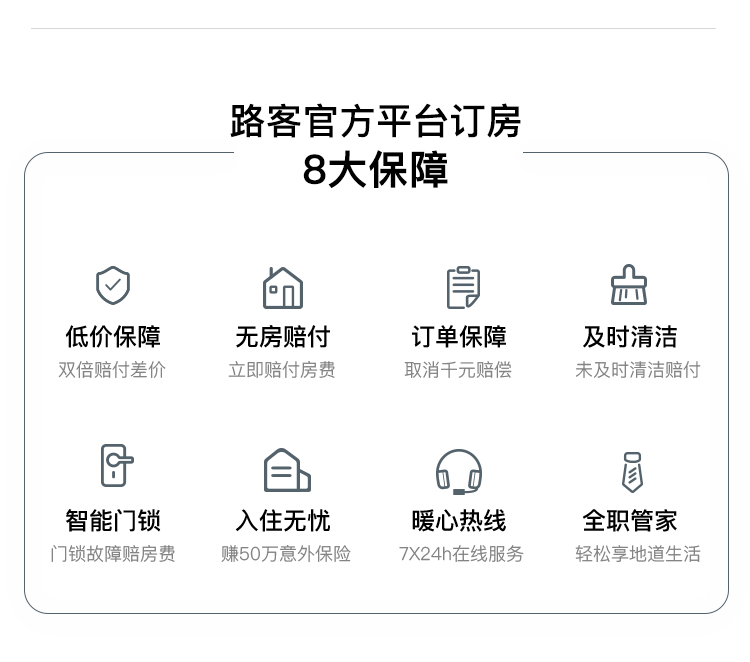 路客官方平台订房
8大保障
低价保障
双倍赔付差价
无房赔付
立即赔付房费
订单保障
取消千元赔偿
及时清洁
未及时清洁赔付
智能门锁
门锁故障赔房费
入住无忧
赚50万意外保险
暖心热线
7X24h在线服务
全职管家
轻松享地道生活